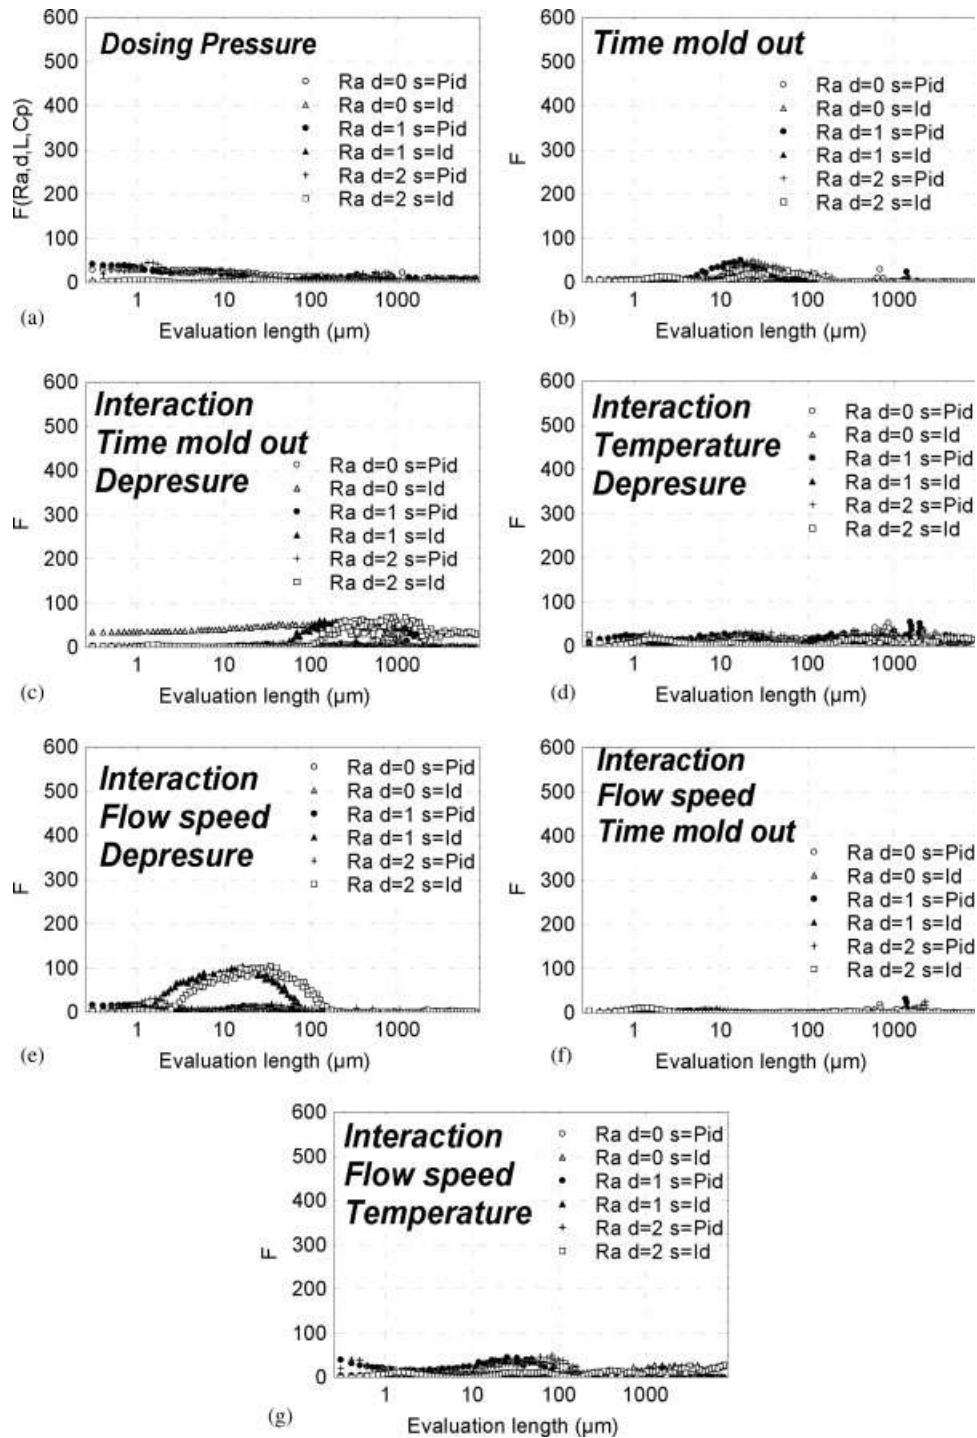 600
500
400
300
200
100
0
F(Ra,d,L,Cp)
Dosing Pressure
Ra d=0 s=Pid
Ra d=0 s=Id
Ra d=1 s=Pid
Ra d=1 s=Id
Ra d=2 s=Pid
Ra d=2 s=Id
1 10 100 1000
Evaluation length (µm)
(a)
600
500
400
300
200
100
0
F
Time mold out
Ra d=0 s=Pid
Ra d=0 s=Id
Ra d=1 s=Pid
Ra d=1 s=Id
Ra d=2 s=Pid
Ra d=2 s=Id
1 10 100 1000
Evaluation length (µm)
(b)
600
500
400
300
200
100
0
F
Interaction
Time mold out
Depresure
Ra d=0 s=Pid
Ra d=0 s=Id
Ra d=1 s=Pid
Ra d=1 s=Id
Ra d=2 s=Pid
Ra d=2 s=Id
1 10 100 1000
Evaluation length (µm)
(c)
600
500
400
300
200
100
0
F
Interaction
Temperature
Depresure
Ra d=0 s=Pid
Ra d=0 s=Id
Ra d=1 s=Pid
Ra d=1 s=Id
Ra d=2 s=Pid
Ra d=2 s=Id
1 10 100 1000
Evaluation length (µm)
(d)
600
500
400
300
200
100
0
F
Interaction
Flow speed
Depresure
Ra d=0 s=Pid
Ra d=0 s=Id
Ra d=1 s=Pid
Ra d=1 s=Id
Ra d=2 s=Pid
Ra d=2 s=Id
1 10 100 1000
Evaluation length (µm)
(e)
600
500
400
300
200
100
0
F
Interaction
Flow speed
Time mold out
Ra d=0 s=Pid
Ra d=0 s=Id
Ra d=1 s=Pid
Ra d=1 s=Id
Ra d=2 s=Pid
Ra d=2 s=Id
1 10 100 1000
Evaluation length (µm)
(f)
600
500
400
300
200
100
0
F
Interaction
Flow speed
Temperature
Ra d=0 s=Pid
Ra d=0 s=Id
Ra d=1 s=Pid
Ra d=1 s=Id
Ra d=2 s=Pid
Ra d=2 s=Id
1 10 100 1000
Evaluation length (µm)
(g)